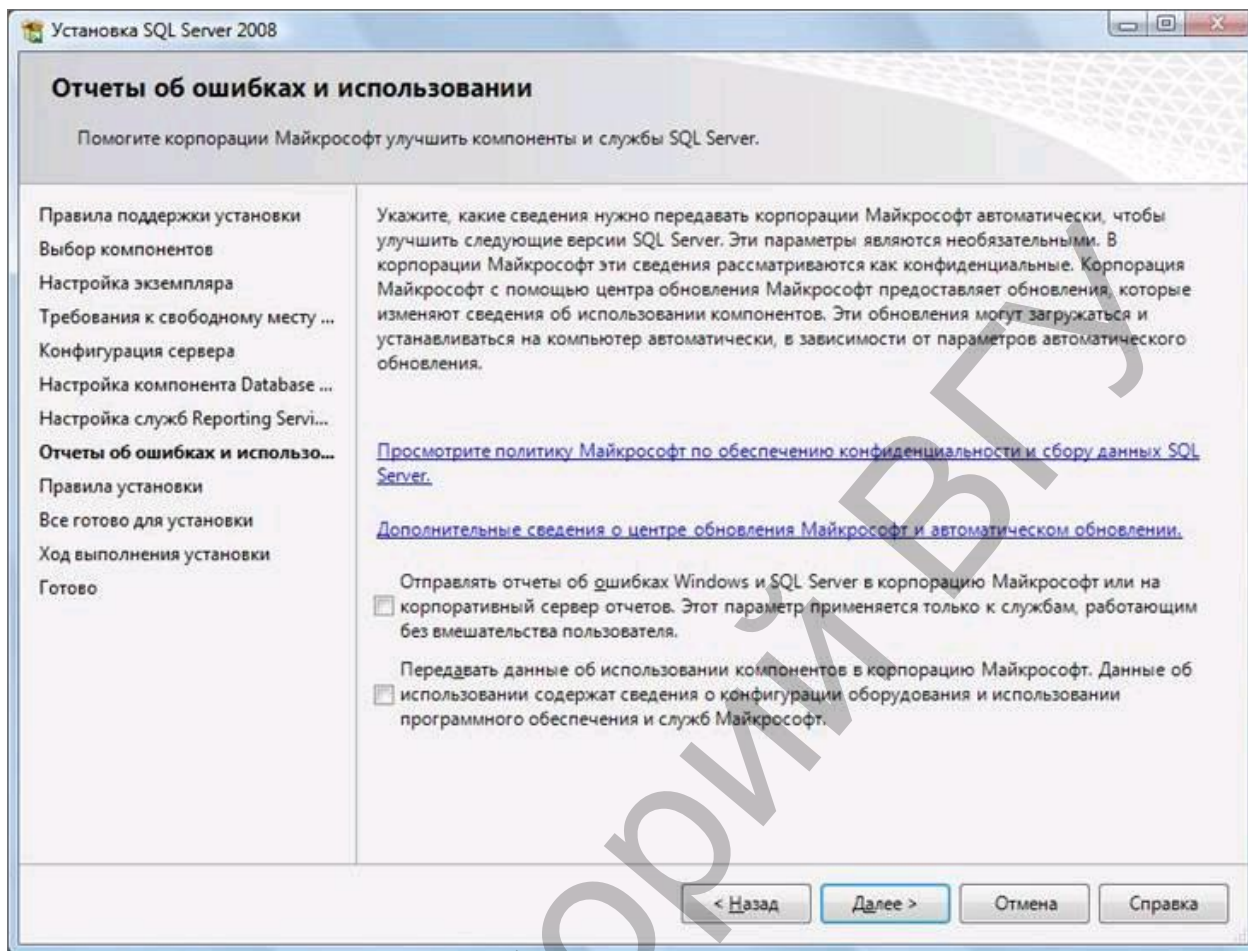 Установка SQL Server 2008
Отчеты об ошибках и использовании
Помогите корпорации Майкрософт улучшить компоненты и службы SQL Server.
Правила поддержки установки
Выбор компонентов
Настройка экземпляра
Требования к свободному месту ...
Конфигурация сервера
Настройка компонента Database ...
Настройка служб Reporting Servi...
Отчеты об ошибках и использо...
Правила установки
Все готово для установки
Ход выполнения установки
Готово
Укажите, какие сведения нужно передавать корпорации Майкрософт автоматически, чтобы
улучшить следующие версии SQL Server. Эти параметры являются необязательными. В
корпорации Майкрософт эти сведения рассматриваются как конфиденциальные. Корпорация
Майкрософт с помощью центра обновления Майкрософт предоставляет обновления, которые
изменяют сведения об использовании компонентов. Эти обновления могут загружаться и
устанавливаться на компьютер автоматически, в зависимости от параметров автоматического
обновления.
Просмотрите политику Майкрософт по обеспечению конфиденциальности и сбору данных SQL
Server.
Дополнительные сведения о центре обновления Майкрософт и автоматическом обновлении.
Отправлять отчеты об ошибках Windows и SQL Server в корпорацию Майкрософт или на
корпоративный сервер отчетов. Этот параметр применяется только к службам, работающим
без вмешательства пользователя.
Передавать данные об использовании компонентов в корпорацию Майкрософт. Данные об
использовании содержат сведения о конфигурации оборудования и использовании
программного обеспечения и служб Майкрософт.
< Назад
Далее >
Отмена
Справка
орий ВГУ